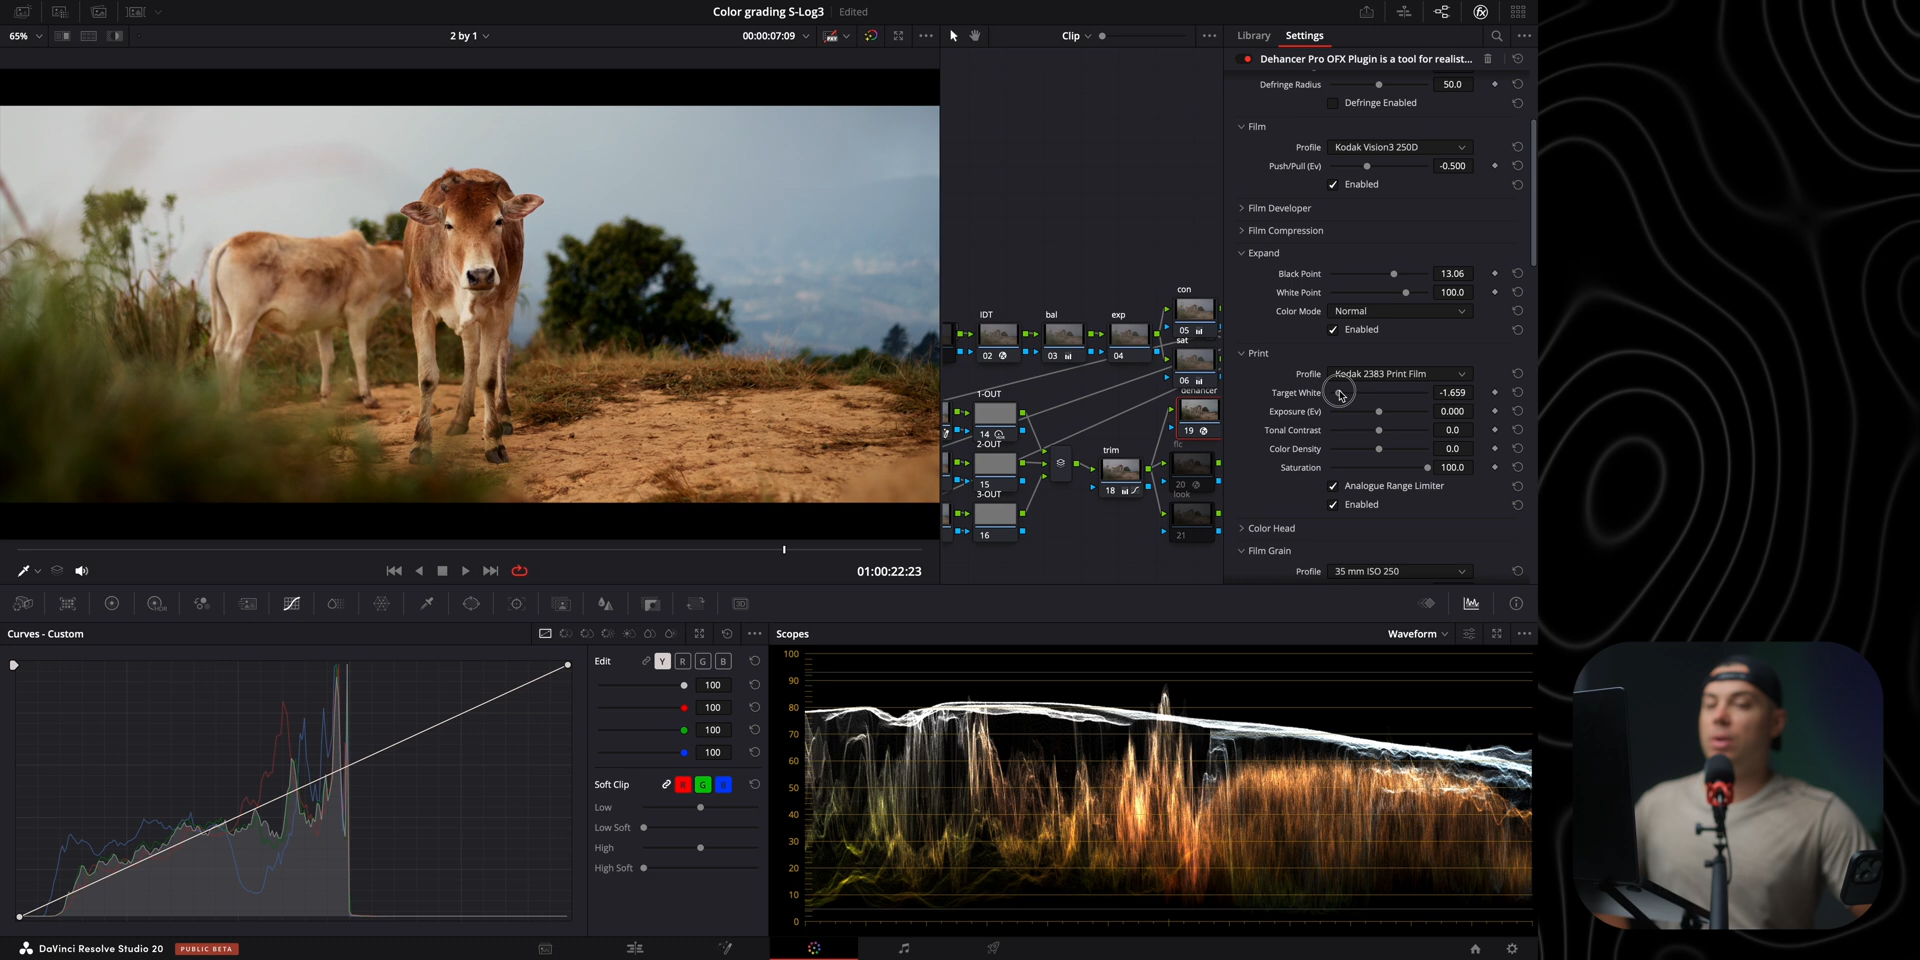 Color grading S-Log3 Edited
65%
2 by 1
00:00:07:09
Clip
Library Settings
Dehancer Pro OFX Plugin is a tool for realist...
Defringe Radius 50.0
Defringe Enabled
Film
Profile Kodak Vision3 250D
Push/Pull (Ev) -0.500
Enabled
Film Developer
Film Compression
Expand
Black Point 13.06
White Point 100.0
Color Mode Normal
Enabled
Print
Profile Kodak 2383 Print Film
Target White -1.659
Exposure (Ev) 0.000
Tonal Contrast 0.0
Color Density 0.0
Saturation 100.0
Analogue Range Limiter
Enabled
Color Head
Film Grain
Profile 35 mm ISO 250
con
IDT bal exp
05
sat
02 03 04
06
dehancer
1-OUT
14
19
2-OUT
flc
trim
15
18
20
3-OUT
look
16
21
01:00:22:23
Curves - Custom
Edit Y R G B
100
100
100
100
Soft Clip R G B
Low
Low Soft
High
High Soft
Scopes
Waveform
100
90
80
70
60
50
40
30
20
10
0
DaVinci Resolve Studio 20 PUBLIC BETA